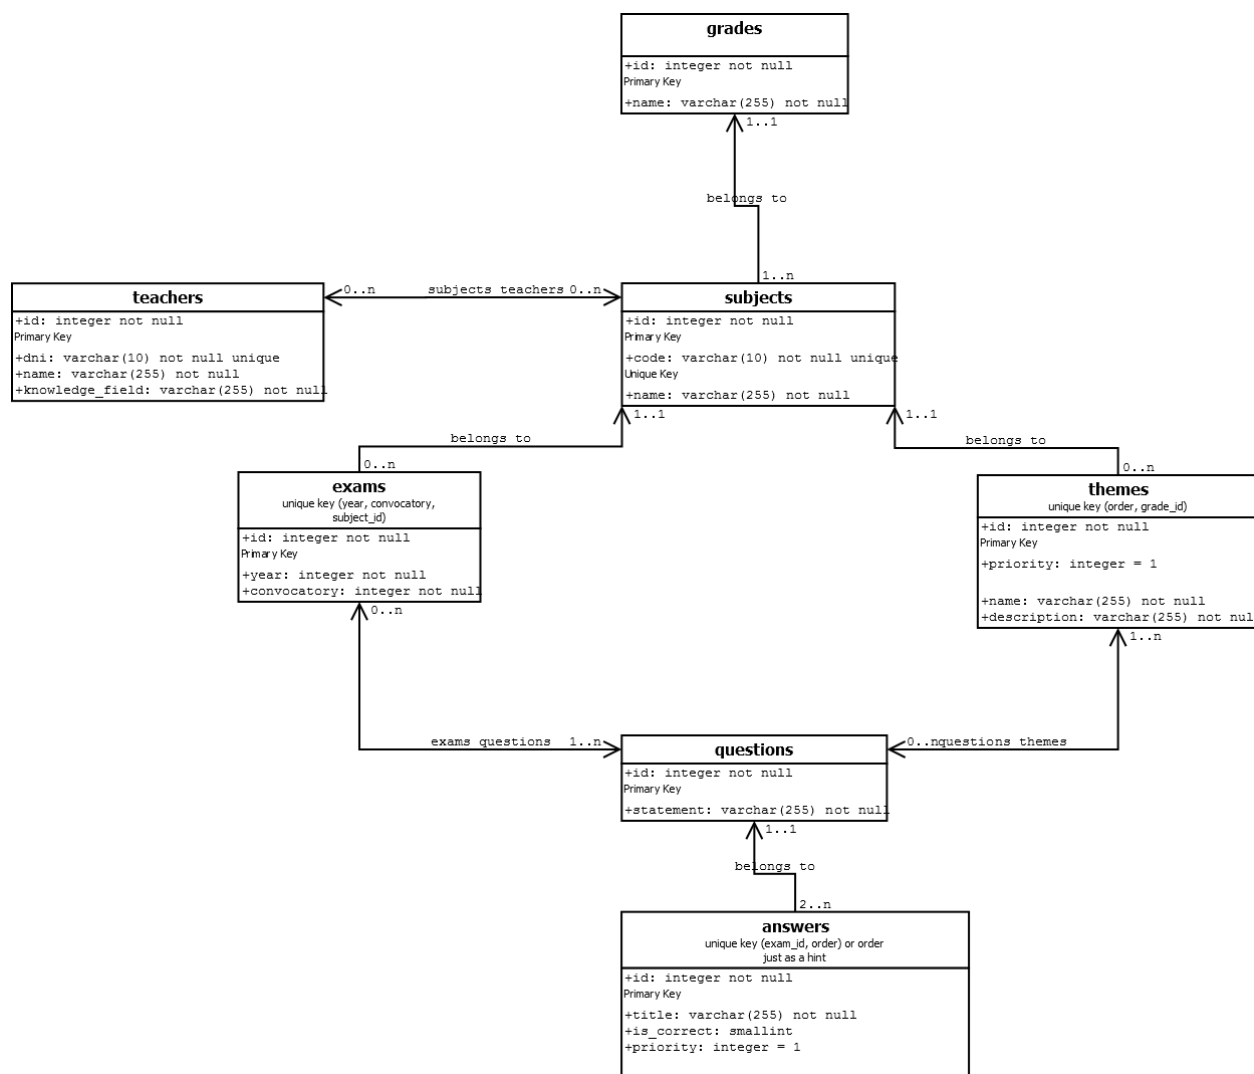 grades
+id: integer not null
Primary Key
+name: varchar(255) not null
1..1
belongs to
1..n
teachers
+id: integer not null
Primary Key
+dni: varchar(10) not null unique
+name: varchar(255) not null
+knowledge_field: varchar(255) not null
0..n
subjects teachers
0..n
subjects
+id: integer not null
Primary Key
+code: varchar(10) not null unique
Unique Key
+name: varchar(255) not null
1..1
1..1
belongs to
belongs to
0..n
0..n
exams
unique key (year, convocatory,
subject_id)
+id: integer not null
Primary Key
+year: integer not null
+convocatory: integer not null
0..n
themes
unique key (order, grade_id)
+id: integer not null
Primary Key
+priority: integer = 1
+name: varchar(255) not null
+description: varchar(255) not nul
1..n
exams questions
1..n
questions
+id: integer not null
Primary Key
+statement: varchar(255) not null
0..n
questions themes
1..1
belongs to
2..n
answers
unique key (exam_id, order) or order
just as a hint
+id: integer not null
Primary Key
+title: varchar(255) not null
+is_correct: smallint
+priority: integer = 1